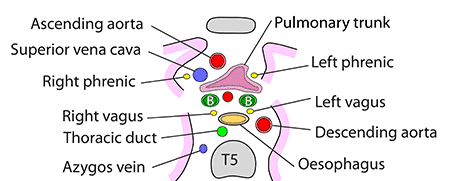 Ascending aorta
Pulmonary trunk
Superior vena cava
Left phrenic
Right phrenic
B B
Left vagus
Right vagus
Thoracic duct
Descending aorta
T5
Azygos vein
Oesophagus